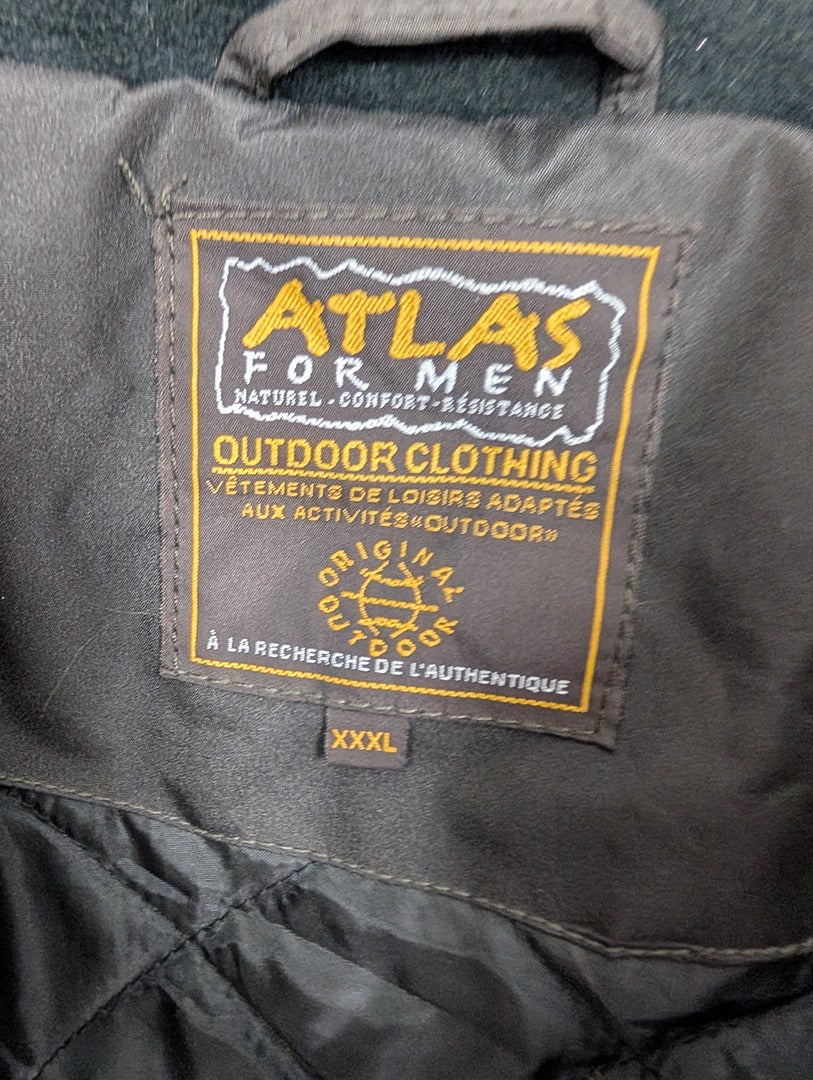 ATLAS
FOR MEN
NATUREL - CONFORT - RÉSISTANCE
OUTDOOR CLOTHING
VÊTEMENTS DE LOISIRS ADAPTÉS
AUX ACTIVITÉS «OUTDOOR»
ORIGINAL
OUTDOOR
À LA RECHERCHE DE L'AUTHENTIQUE
XXXL